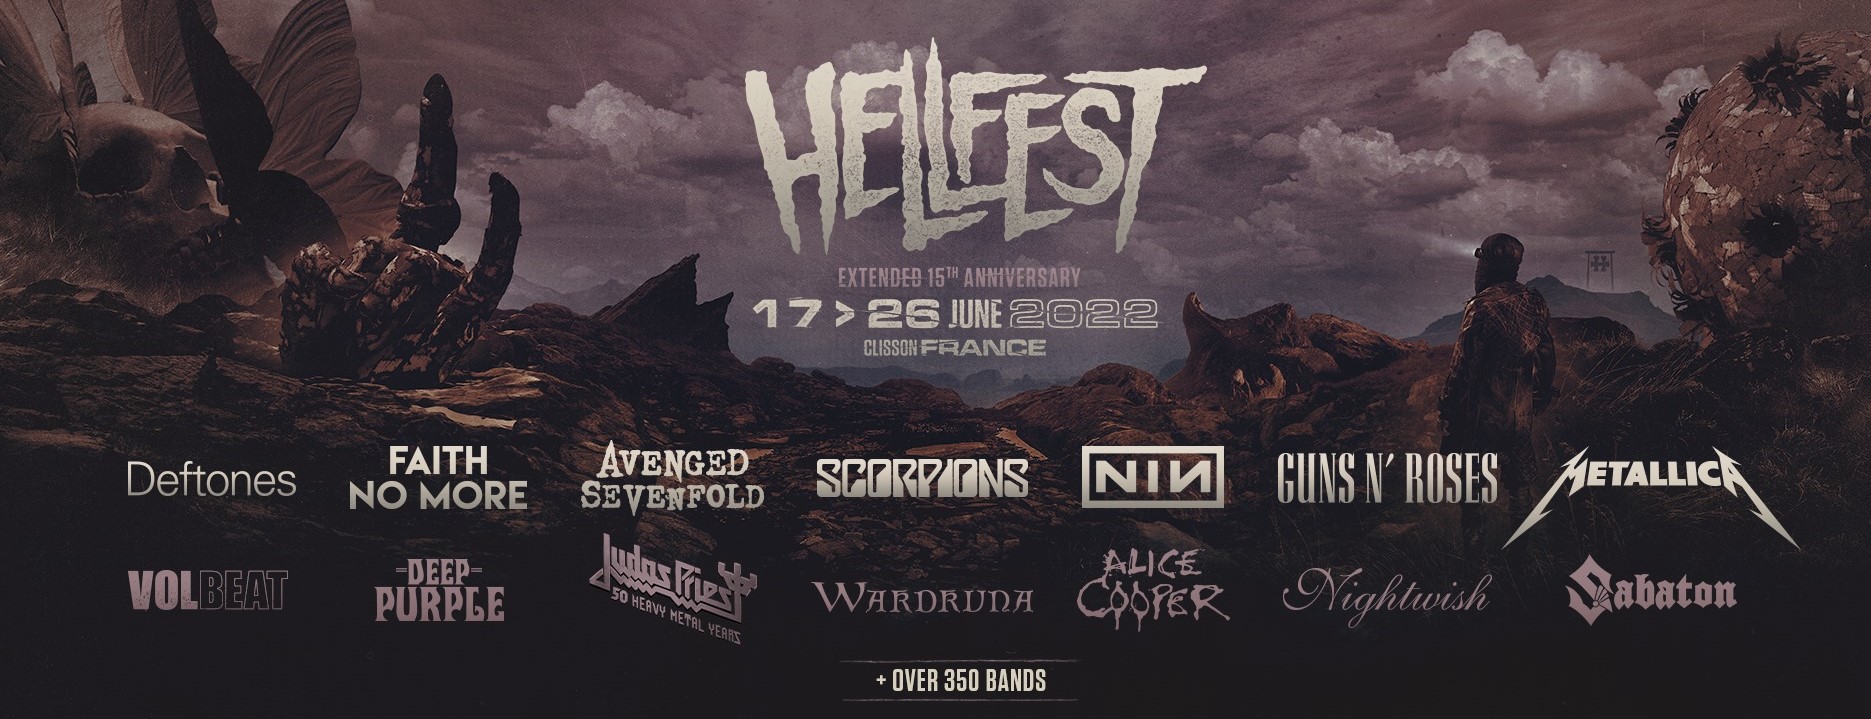 HELLFEST
EXTENDED 15TH ANNIVERSARY
17 > 26 JUNE 2022
CLISSON FRANCE
Deftones
FAITH
NO MORE
AVENGED
SEVENFOLD
SCORPIONS
NIN
GUNS N' ROSES
METALLICA
VOLBEAT
-DEEP-
PURPLE
Judas Priest
50 HEAVY METAL YEARS
WARDRUNA
ALICE
COOPER
Nightwish
Sabaton
+ OVER 350 BANDS